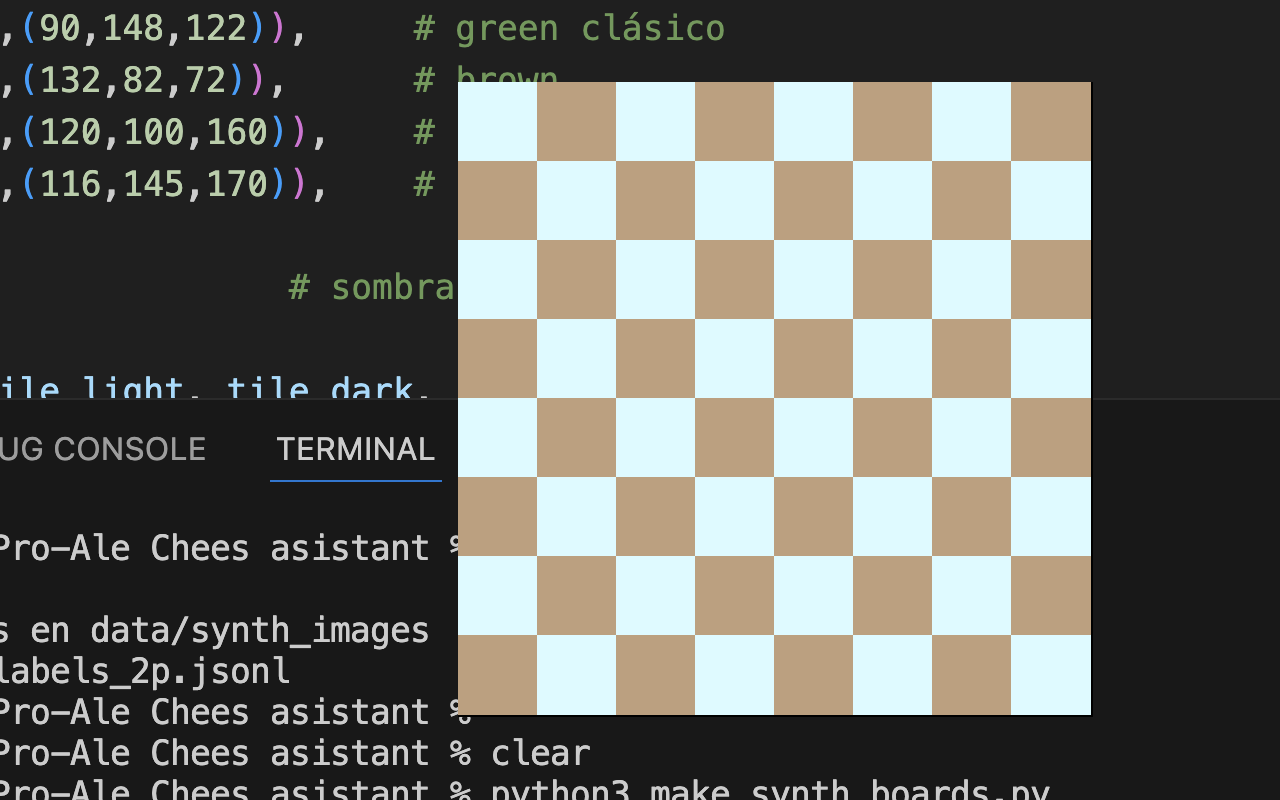 ,(90,148,122)), # green clásico
,(132,82,72)), # brown
,(120,100,160)), #
,(116,145,170)), #
# sombra
ile_light, tile_dark,
UG CONSOLE TERMINAL
Pro-Ale Chees asistant %
s en data/synth_images
labels_2p.jsonl
Pro-Ale Chees asistant %
Pro-Ale Chees asistant % clear
Pro-Ale Chees asistant % python3 make_synth_boards.py